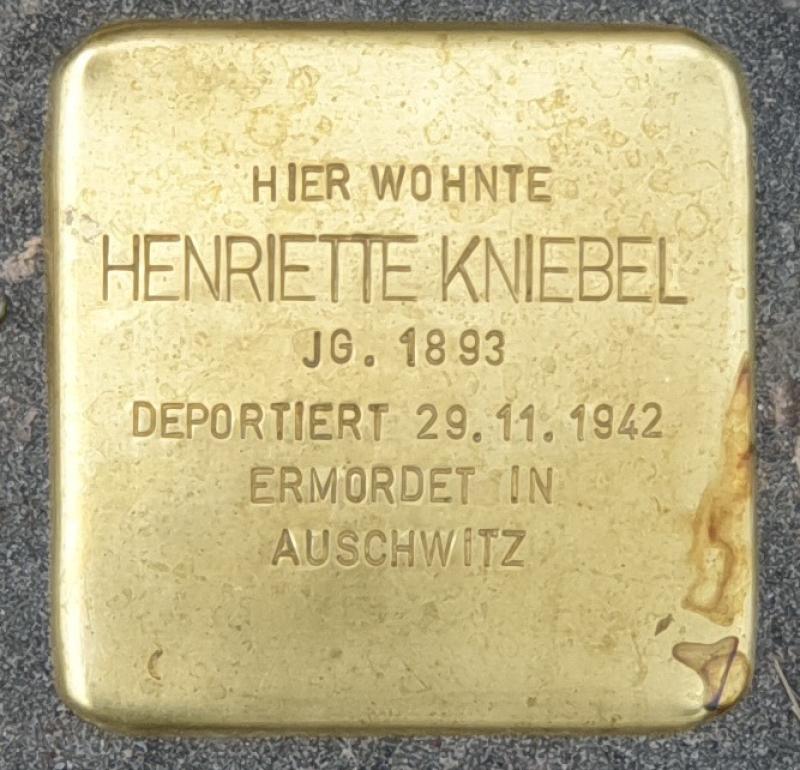 HIER WOHNTE
HENRIETTE KNIEBEL
JG. 1893
DEPORTIERT 29.11.1942
ERMORDET IN
AUSCHWITZ